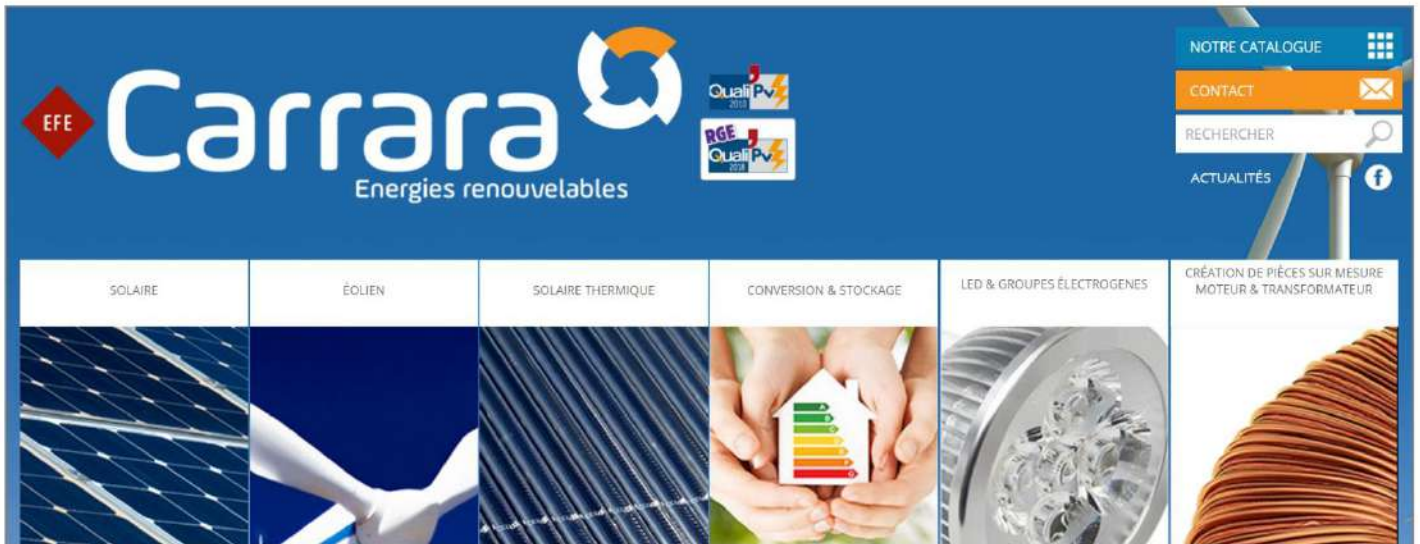 EFE
Carrara
Energies renouvelables
Quali'PV
RGE
Quali'PV
2018
NOTRE CATALOGUE
CONTACT
RECHERCHER
ACTUALITÉS
SOLAIRE
ÉOLIEN
SOLAIRE THERMIQUE
CONVERSION & STOCKAGE
LED & GROUPES ÉLECTROGENES
CRÉATION DE PIÈCES SUR MESURE
MOTEUR & TRANSFORMATEUR